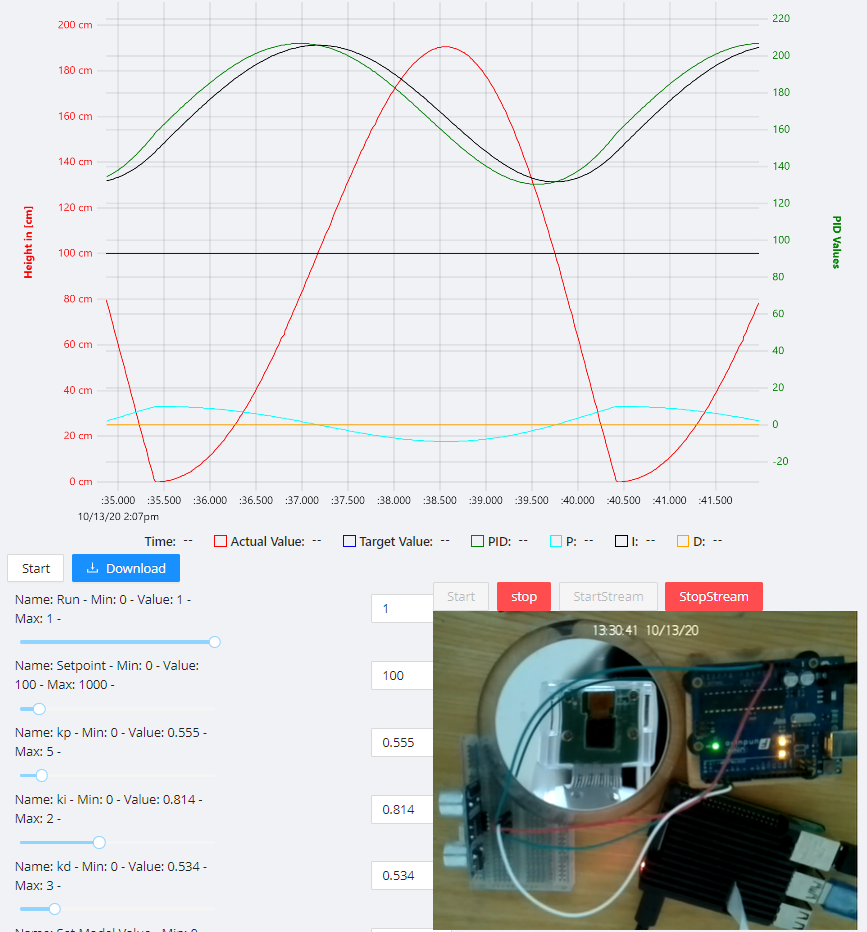 200 cm
180 cm
160 cm
140 cm
120 cm
100 cm
80 cm
60 cm
40 cm
20 cm
0 cm
Height in [cm]
220
200
180
160
140
120
100
80
60
40
20
0
-20
PID Values
:35.000 :35.500 :36.000 :36.500 :37.000 :37.500 :38.000 :38.500 :39.000 :39.500 :40.000 :40.500 :41.000 :41.500
10/13/20 2:07pm
Time: -- Actual Value: -- Target Value: -- PID: -- P: -- I: -- D: --
Start Download
Name: Run - Min: 0 - Value: 1 -
Max: 1 -
1
Name: Setpoint - Min: 0 - Value:
100 - Max: 1000 -
100
Name: kp - Min: 0 - Value: 0.555 -
Max: 5 -
0.555
Name: ki - Min: 0 - Value: 0.814 -
Max: 2 -
0.814
Name: kd - Min: 0 - Value: 0.534 -
Max: 3 -
0.534
Name: Set Model Value - Min: 0
Start stop StartStream StopStream
13:30:41 10/13/20